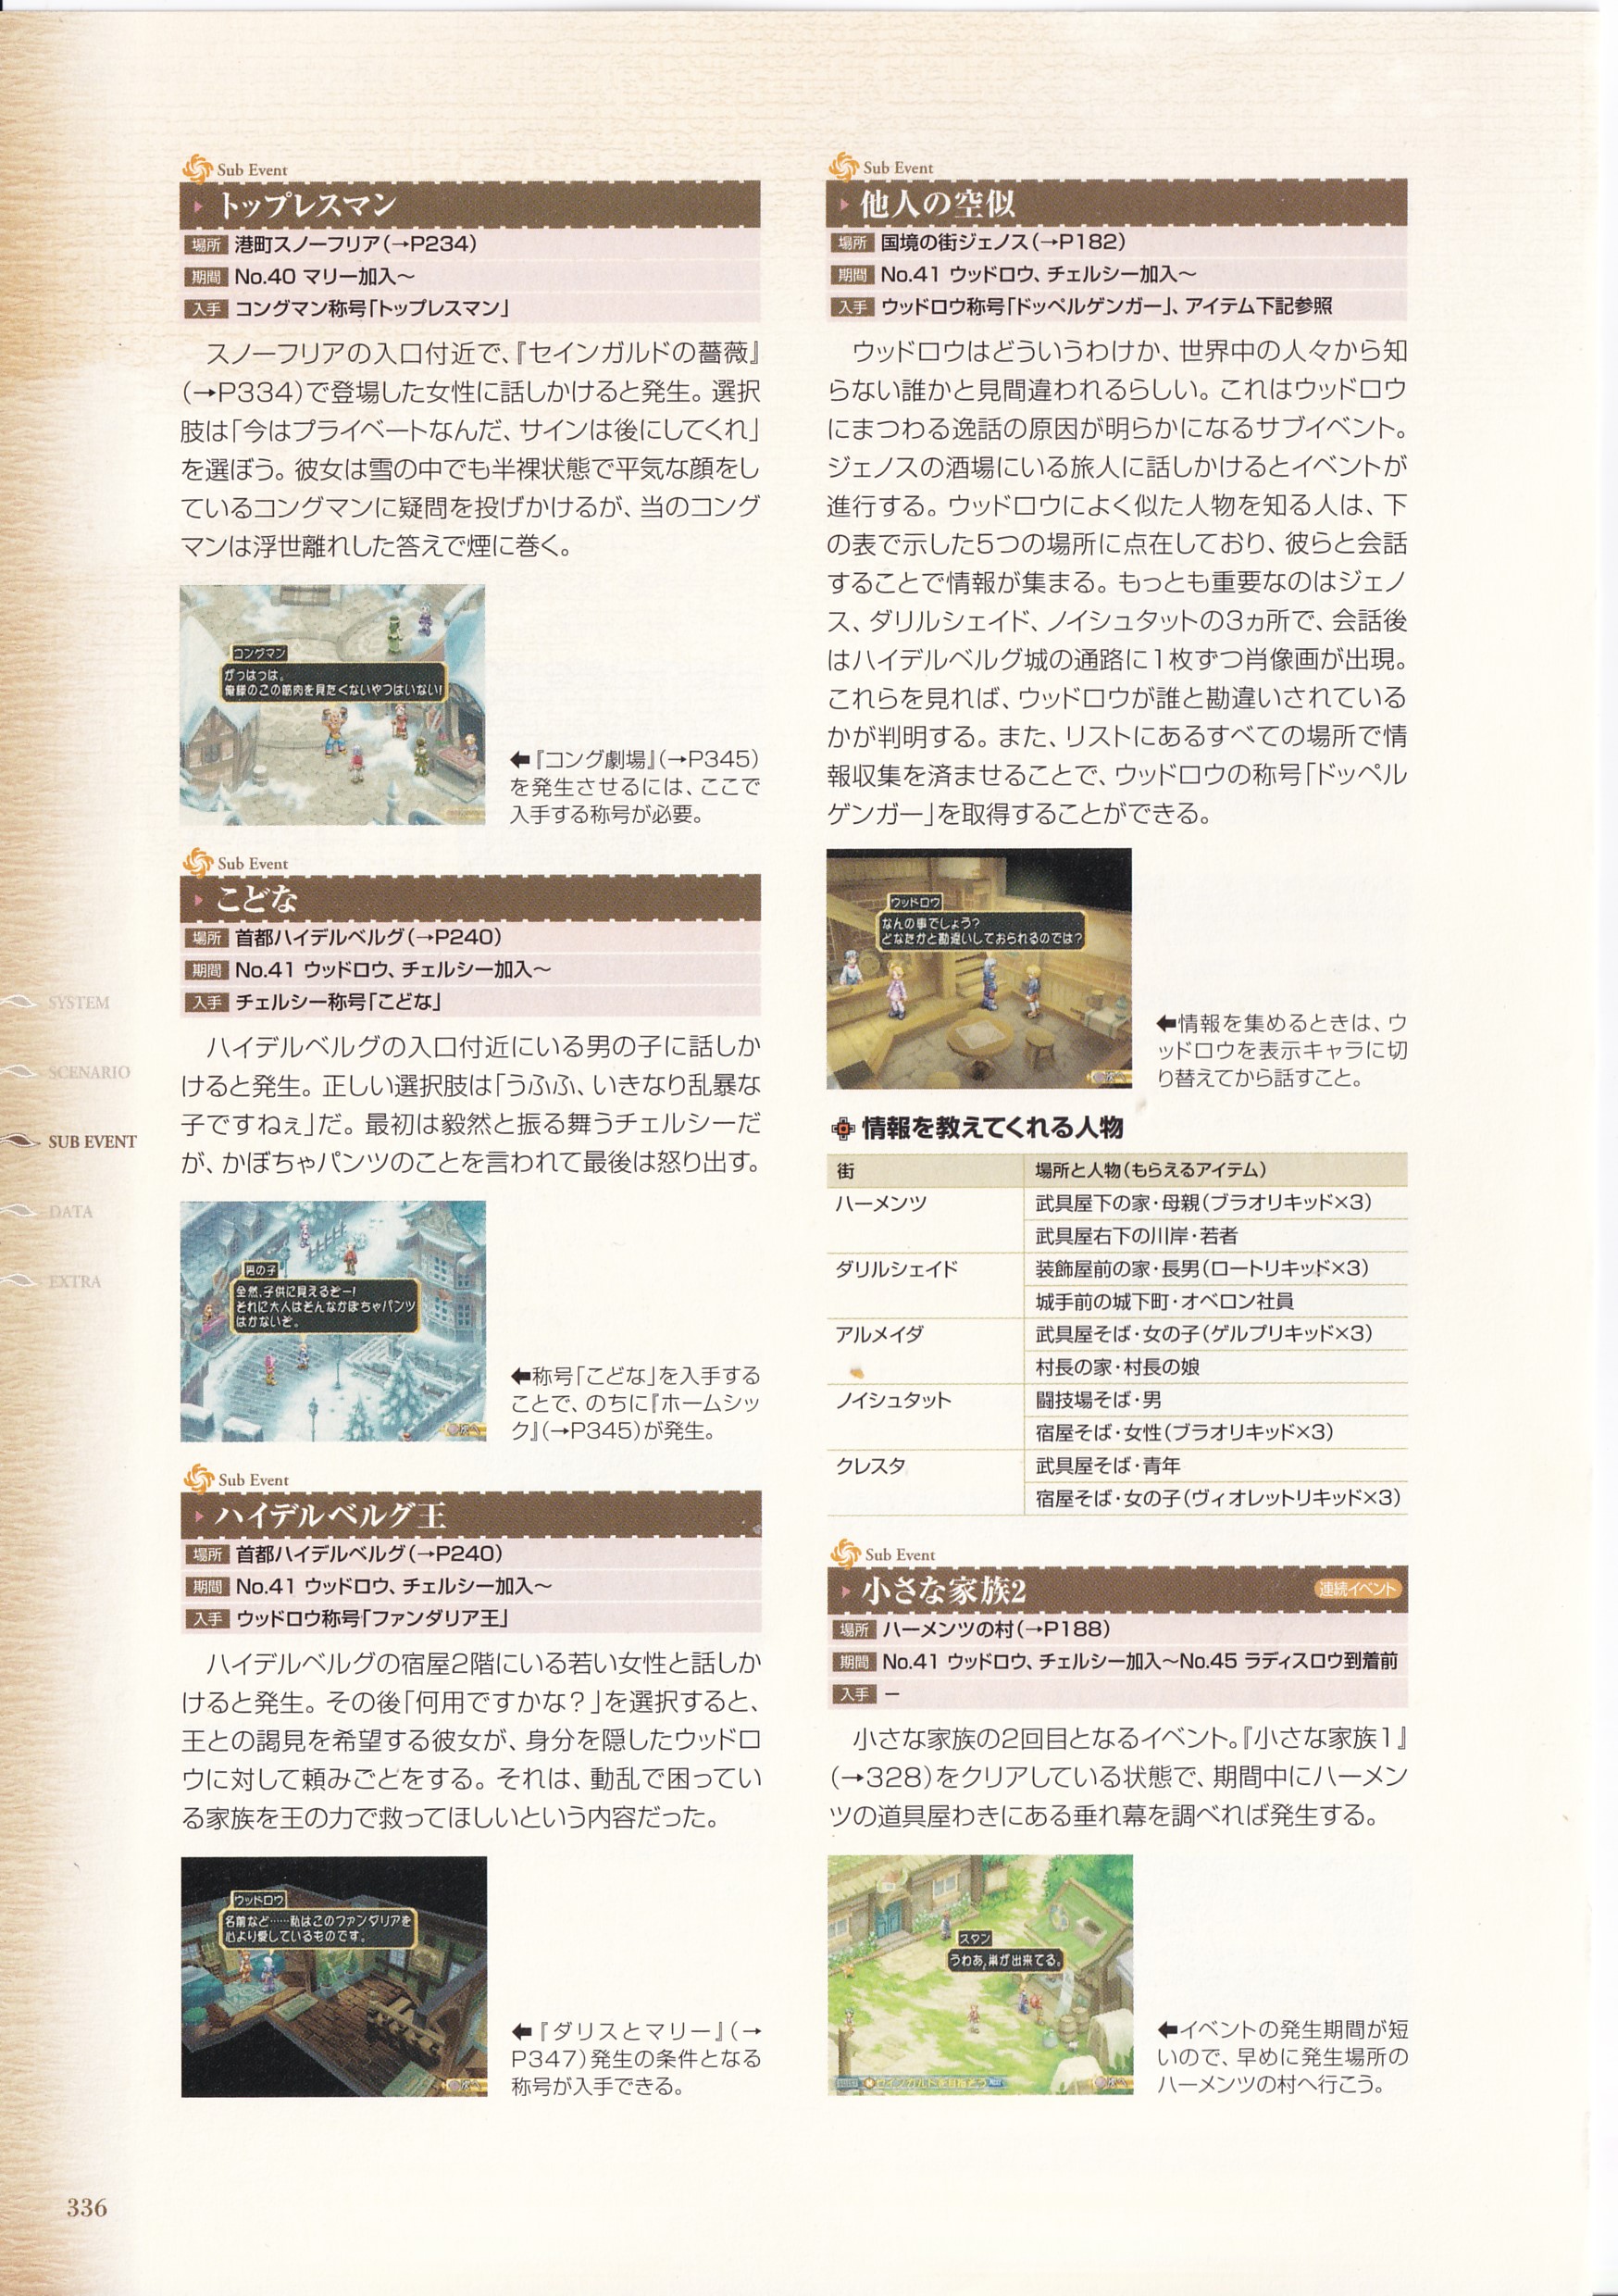 Sub Event
トップレスマン
場所 港町スノーフリア(→P234)
期間 No.40 マリー加入～
入手 コングマン称号「トップレスマン」
スノーフリアの入口付近で、『セインガルドの薔薇』
(→P334)で登場した女性に話しかけると発生。選択
肢は「今はプライベートなんだ、サインは後にしてくれ」
を選ぼう。彼女は雪の中でも半裸状態で平気な顔をし
ているコングマンに疑問を投げかけるが、当のコング
マンは浮世離れした答えで煙に巻く。
コングマン
がっはっは。
俺様のこの筋肉を見たくないやつはいない!
←『コング劇場』(→P345)
を発生させるには、ここで
入手する称号が必要。
Sub Event
こどな
場所 首都ハイデルベルグ(→P240)
期間 No.41 ウッドロウ、チェルシー加入～
入手 チェルシー称号「こどな」
ハイデルベルグの入口付近にいる男の子に話しか
けると発生。正しい選択肢は「うふふ、いきなり乱暴な
子ですねぇ」だ。最初は毅然と振る舞うチェルシーだ
が、かぼちゃパンツのことを言われて最後は怒り出す。
男の子
全然、子供に見えるぞー!
それに大人はそんなかぼちゃパンツ
はかないぞ。
←称号「こどな」を入手する
ことで、のちに『ホームシッ
ク』(→P345)が発生。
Sub Event
ハイデルベルグ王
場所 首都ハイデルベルグ(→P240)
期間 No.41 ウッドロウ、チェルシー加入～
入手 ウッドロウ称号「ファンダリア王」
ハイデルベルグの宿屋2階にいる若い女性と話しか
けると発生。その後「何用ですかな?」を選択すると、
王との謁見を希望する彼女が、身分を隠したウッドロ
ウに対して頼みごとをする。それは、動乱で困ってい
る家族を王の力で救ってほしいという内容だった。
ウッドロウ
名前など……私はこのファンダリアを
心より愛しているものです。
←『ダリスとマリー』(→
P347)発生の条件となる
称号が入手できる。
Sub Event
他人の空似
場所 国境の街ジェノス(→P182)
期間 No.41 ウッドロウ、チェルシー加入～
入手 ウッドロウ称号「ドッペルゲンガー」、アイテム下記参照
ウッドロウはどういうわけか、世界中の人々から知
らない誰かと見間違われるらしい。これはウッドロウ
にまつわる逸話の原因が明らかになるサブイベント。
ジェノスの酒場にいる旅人に話しかけるとイベントが
進行する。ウッドロウによく似た人物を知る人は、下
の表で示した5つの場所に点在しており、彼らと会話
することで情報が集まる。もっとも重要なのはジェノ
ス、ダリルシェイド、ノイシュタットの3ヵ所で、会話後
はハイデルベルグ城の通路に1枚ずつ肖像画が出現。
これらを見れば、ウッドロウが誰と勘違いされている
かが判明する。また、リストにあるすべての場所で情
報収集を済ませることで、ウッドロウの称号「ドッペル
ゲンガー」を取得することができる。
ウッドロウ
なんの事でしょう?
どなたかと勘違いしておられるのでは?
←情報を集めるときは、ウ
ッドロウを表示キャラに切
り替えてから話すこと。
情報を教えてくれる人物
街 場所と人物(もらえるアイテム)
ハーメンツ 武具屋下の家・母親(ブラオリキッド×3)
武具屋右下の川岸・若者
ダリルシェイド 装飾屋前の家・長男(ロートリキッド×3)
城手前の城下町・オベロン社員
アルメイダ 武具屋そば・女の子(ゲルプリキッド×3)
村長の家・村長の娘
ノイシュタット 闘技場そば・男
宿屋そば・女性(ブラオリキッド×3)
クレスタ 武具屋そば・青年
宿屋そば・女の子(ヴィオレットリキッド×3)
Sub Event
小さな家族2 連続イベント
場所 ハーメンツの村(→P188)
期間 No.41 ウッドロウ、チェルシー加入～No.45 ラディスロウ到着前
入手 −
小さな家族の2回目となるイベント。『小さな家族1』
(→328)をクリアしている状態で、期間中にハーメン
ツの道具屋わきにある垂れ幕を調べれば発生する。
スタン
うわあ、巣が出来てる。
←イベントの発生期間が短
いので、早めに発生場所の
ハーメンツの村へ行こう。
SYSTEM
SCENARIO
SUB EVENT
DATA
EXTRA
336